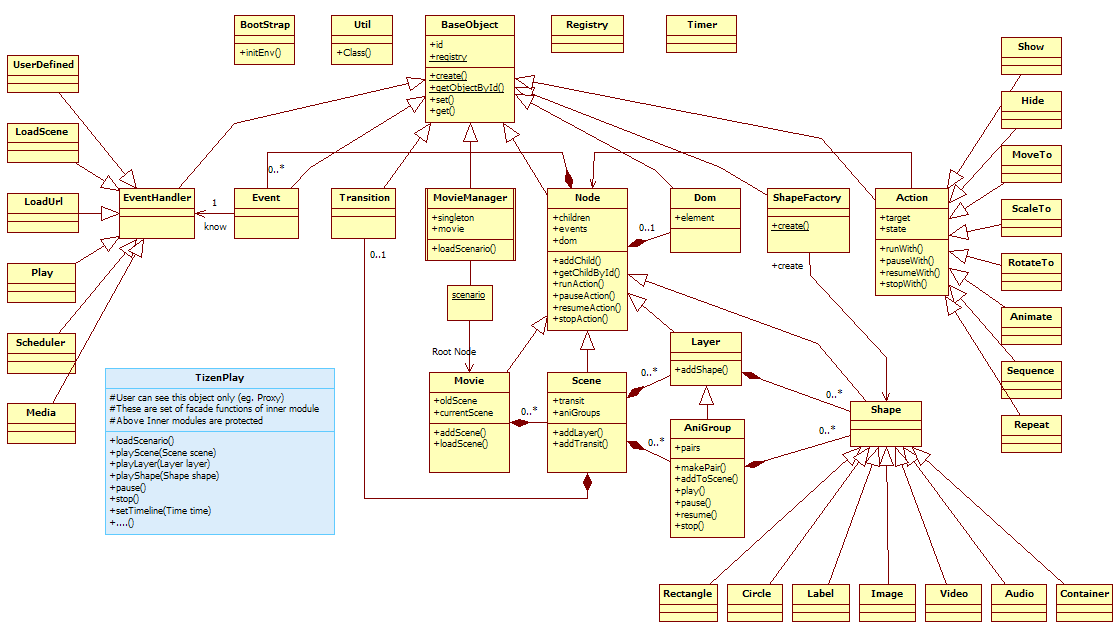 BootStrap
+initEnv()
Util
+Class()
BaseObject
+id
+registry
+create()
+getObjectById()
+set()
+get()
Registry
Timer
Show
Hide
MoveTo
ScaleTo
RotateTo
Animate
Sequence
Repeat
UserDefined
LoadScene
LoadUrl
Play
Scheduler
Media
EventHandler
1
know
0..*
Event
Transition
0..1
MovieManager
+singleton
+movie
+loadScenario()
scenario
Root Node
Node
+children
+events
+dom
+addChild()
+getChildById()
+runAction()
+pauseAction()
+resumeAction()
+stopAction()
0..1
Dom
+element
ShapeFactory
+create()
+create
Action
+target
+state
+runWith()
+pauseWith()
+resumeWith()
+stopWith()
TizenPlay
#User can see this object only (eg. Proxy)
#These are set of facade functions of inner module
#Above Inner modules are protected
+loadScenario()
+playScene(Scene scene)
+playLayer(Layer layer)
+playShape(Shape shape)
+pause()
+stop()
+setTimeline(Time time)
+....()
Movie
+oldScene
+currentScene
+addScene()
+loadScene()
0..*
Scene
+transit
+aniGroups
+addLayer()
+addTransit()
0..*
0..*
Layer
+addShape()
AniGroup
+pairs
+makePair()
+addToScene()
+play()
+pause()
+resume()
+stop()
0..*
0..*
Shape
Rectangle
Circle
Label
Image
Video
Audio
Container